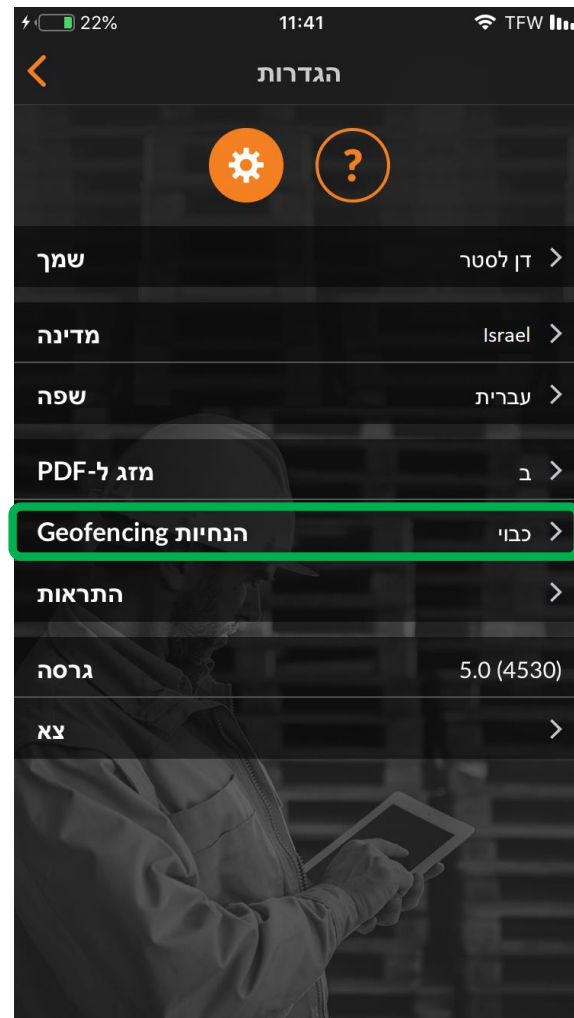 22% 11:41 TFW
הגדרות
?
שמך דן לסטר
מדינה Israel
שפה עברית
מזג ל-PDF ב
הנחיות Geofencing כבוי
התראות
גרסה 5.0 (4530)
צא